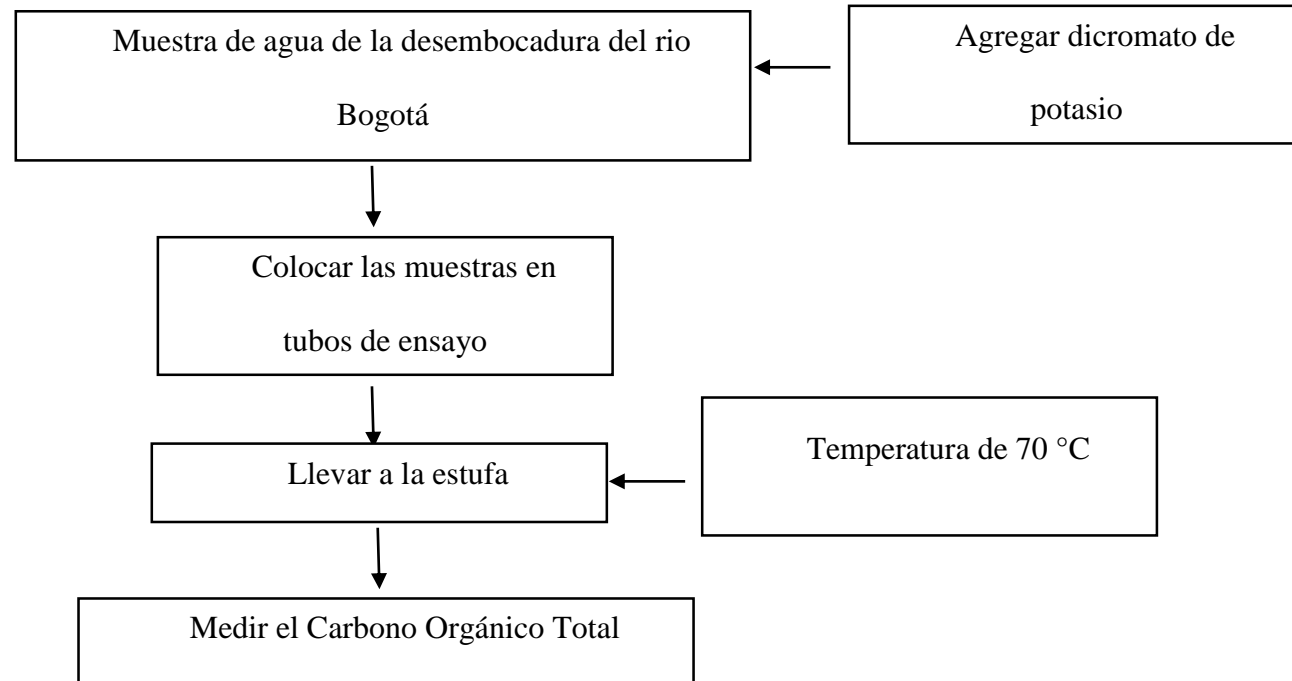 Muestra de agua de la desembocadura del rio
Bogotá
Agregar dicromato de
potasio
Colocar las muestras en
tubos de ensayo
Llevar a la estufa
Temperatura de 70 °C
Medir el Carbono Orgánico Total